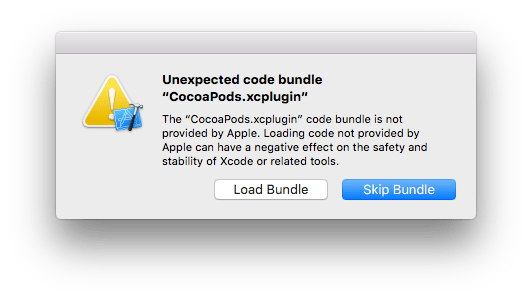 Unexpected code bundle
“CocoaPods.xcplugin”
The “CocoaPods.xcplugin” code bundle is not
provided by Apple. Loading code not provided by
Apple can have a negative effect on the safety and
stability of Xcode or related tools.
Load Bundle
Skip Bundle